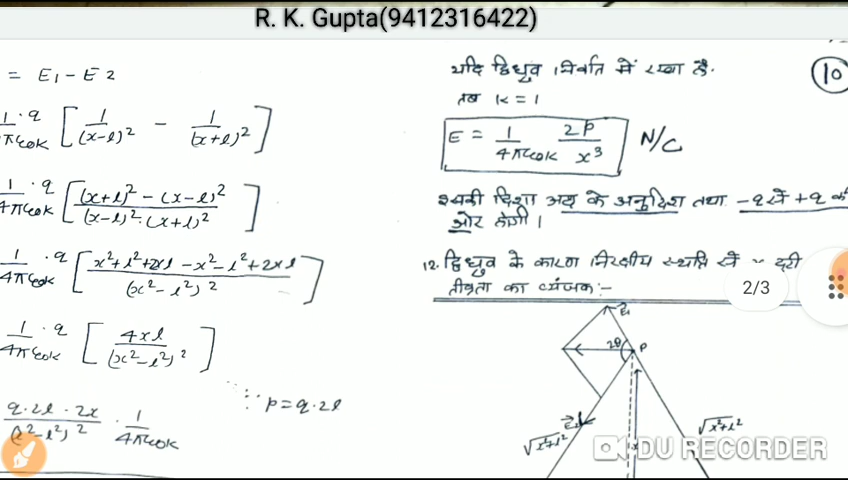 R. K. Gupta(9412316422)
= E1 - E2
1/4πε0k · q [ 1/(x-l)² - 1/(x+l)² ]
1/4πε0k · q [ (x+l)² - (x-l)² / (x-l)² · (x+l)² ]
1/4πε0k · q [ x²+l²+2xl-x²-l²+2xl / (x²-l²)² ]
1/4πε0k · q [ 4xl / (x²-l²)² ]
∵ p = q·2l
q·2l·2x / (x²-l²)² · 1/4πε0k
यदि द्विध्रुव निर्वात में रखा है.
10
तब k = 1
E = 1/4πε0k 2P/x³ N/C
इसकी दिशा अक्ष के अनुदिश तथा -q से +q की
ओर होगी।
12. द्विध्रुव के कारण निरक्षीय स्थिति में दूरी
तीव्रता का व्यंजक:-
2/3
E1
2θ
P
E2
√x²+l²
x
√x²+l²
DU RECORDER